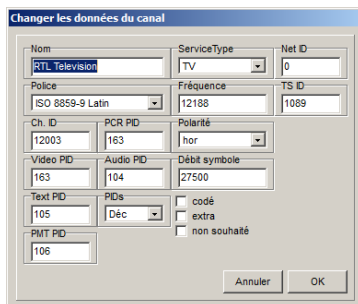 Changer les données du canal
Nom ServiceType Net ID
RTL Television TV 0
Police Fréquence TS ID
ISO 8859-9 Latin 12188 1089
Ch. ID PCR PID Polarité
12003 163 hor
Video PID Audio PID Débit symbole
163 104 27500
Text PID PIDs codé
105 Déc extra
PMT PID non souhaité
106
Annuler OK